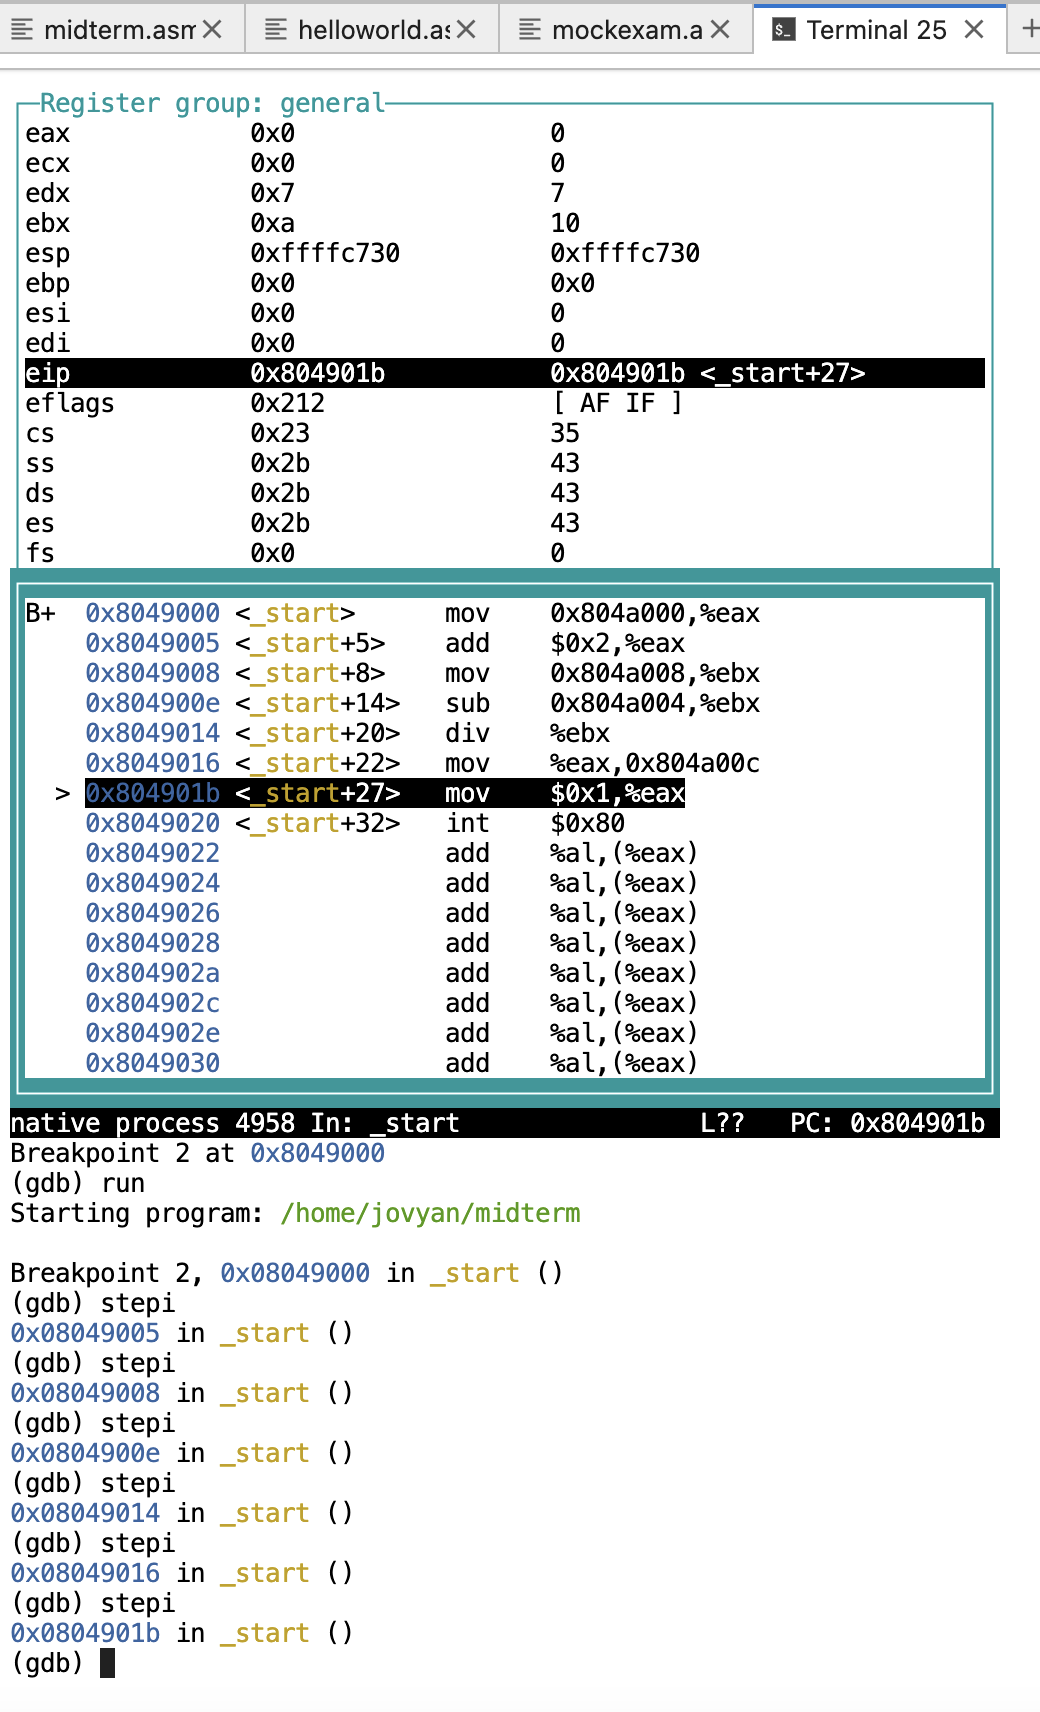 midterm.asm
helloworld.as
mockexam.a
Terminal 25
Register group: general
eax 0x0 0
ecx 0x0 0
edx 0x7 7
ebx 0xa 10
esp 0xffffc730 0xffffc730
ebp 0x0 0x0
esi 0x0 0
edi 0x0 0
eip 0x804901b 0x804901b <_start+27>
eflags 0x212 [ AF IF ]
cs 0x23 35
ss 0x2b 43
ds 0x2b 43
es 0x2b 43
fs 0x0 0
B+ 0x8049000 <_start> mov 0x804a000,%eax
0x8049005 <_start+5> add $0x2,%eax
0x8049008 <_start+8> mov 0x804a008,%ebx
0x804900e <_start+14> sub 0x804a004,%ebx
0x8049014 <_start+20> div %ebx
0x8049016 <_start+22> mov %eax,0x804a00c
> 0x804901b <_start+27> mov $0x1,%eax
0x8049020 <_start+32> int $0x80
0x8049022 add %al,(%eax)
0x8049024 add %al,(%eax)
0x8049026 add %al,(%eax)
0x8049028 add %al,(%eax)
0x804902a add %al,(%eax)
0x804902c add %al,(%eax)
0x804902e add %al,(%eax)
0x8049030 add %al,(%eax)
native process 4958 In: _start L?? PC: 0x804901b
Breakpoint 2 at 0x8049000
(gdb) run
Starting program: /home/jovyan/midterm
Breakpoint 2, 0x08049000 in _start ()
(gdb) stepi
0x08049005 in _start ()
(gdb) stepi
0x08049008 in _start ()
(gdb) stepi
0x0804900e in _start ()
(gdb) stepi
0x08049014 in _start ()
(gdb) stepi
0x08049016 in _start ()
(gdb) stepi
0x0804901b in _start ()
(gdb)